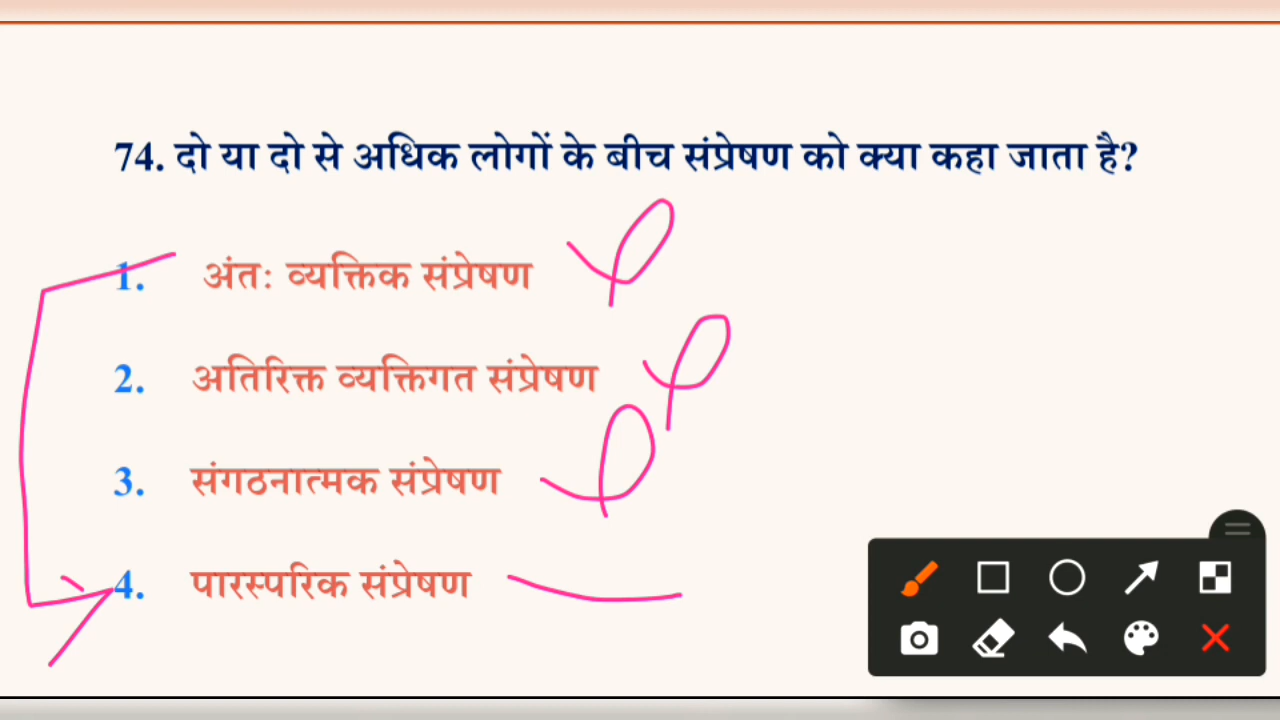 74. दो या दो से अधिक लोगों के बीच संप्रेषण को क्या कहा जाता है?
1. अंतः व्यक्तिक संप्रेषण
2. अतिरिक्त व्यक्तिगत संप्रेषण
3. संगठनात्मक संप्रेषण
4. पारस्परिक संप्रेषण